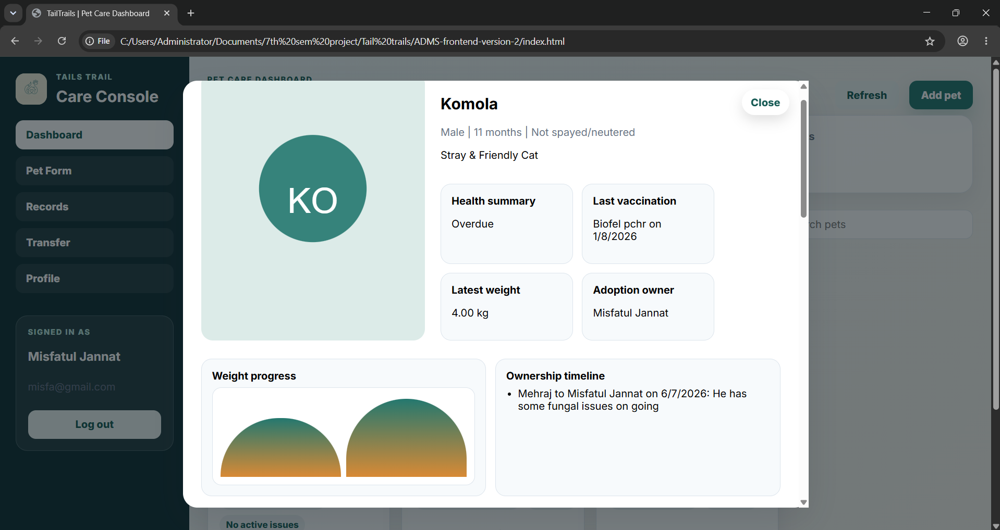 TailTrails | Pet Care Dashboard
File
C:/Users/Administrator/Documents/7th%20sem%20project/Tail%20trails/ADMS-frontend-version-2/index.html
TAILS TRAIL
Care Console
Dashboard
Pet Form
Records
Transfer
Profile
SIGNED IN AS
Misfatul Jannat
misfa@gmail.com
Log out
PET CARE DASHBOARD
Refresh
Add pet
KO
Komola
Close
Male | 11 months | Not spayed/neutered
Stray & Friendly Cat
Health summary
Overdue
Last vaccination
Biofel pchr on
1/8/2026
Latest weight
4.00 kg
Adoption owner
Misfatul Jannat
Weight progress
Ownership timeline
• Mehraj to Misfatul Jannat on 6/7/2026: He has
some fungal issues on going
pets
No active issues